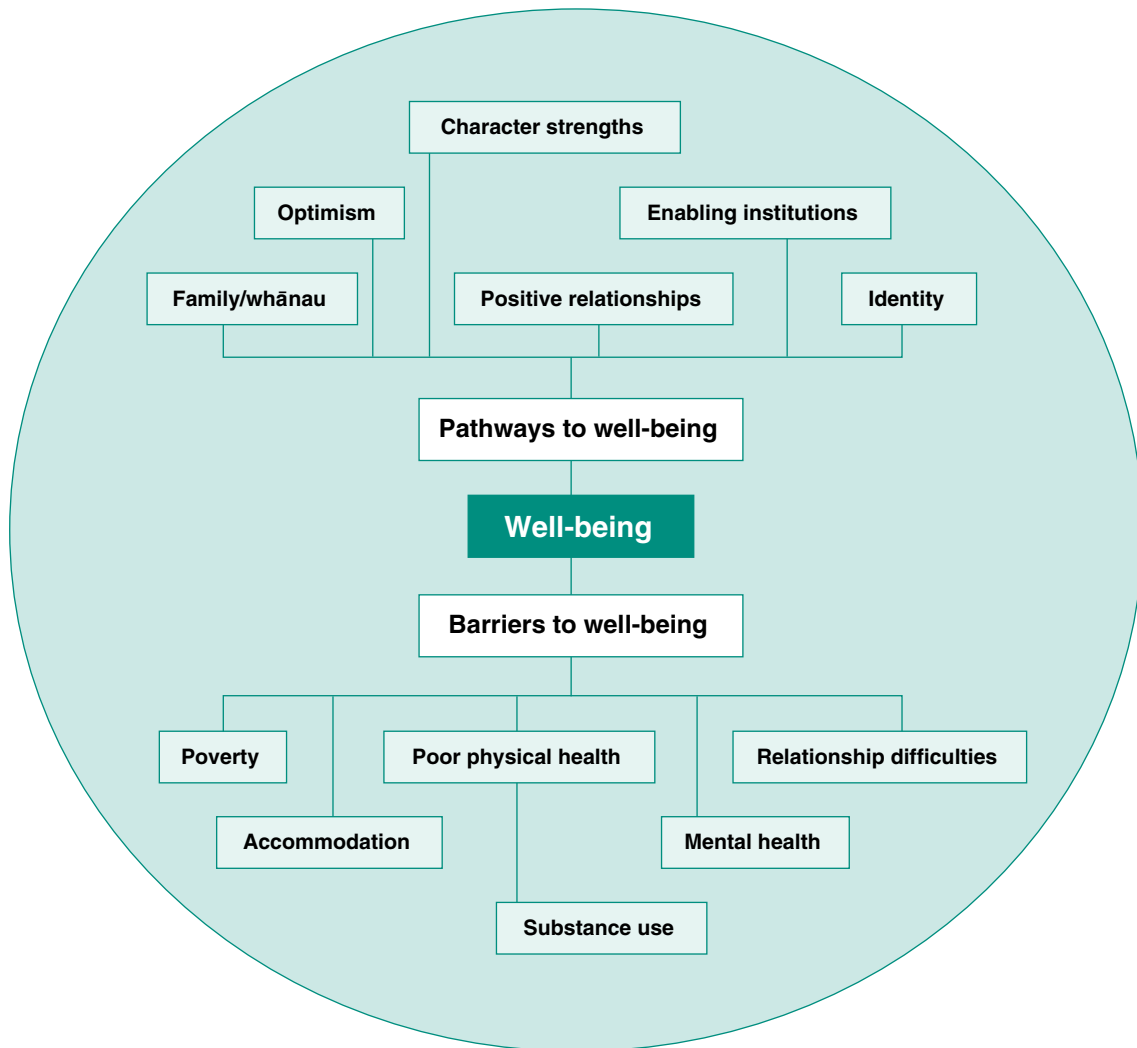 Character strengths
Optimism
Enabling institutions
Family/whānau
Positive relationships
Identity
Pathways to well-being
Well-being
Barriers to well-being
Poverty
Poor physical health
Relationship difficulties
Accommodation
Mental health
Substance use